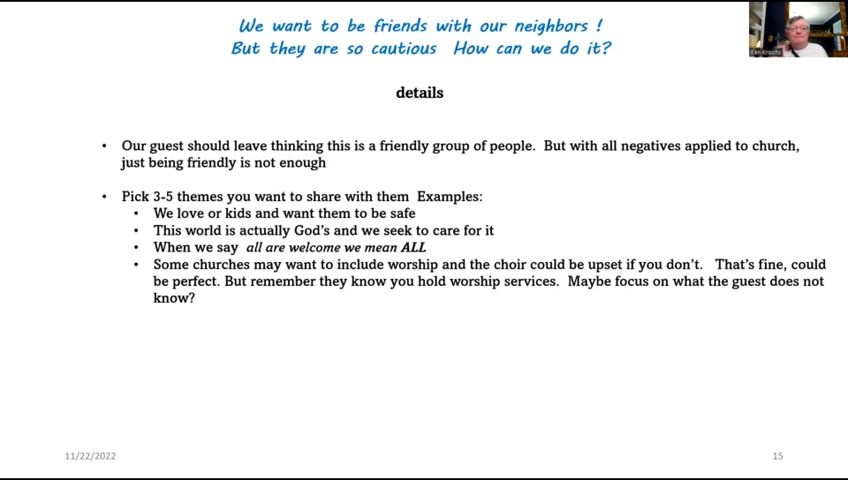 We want to be friends with our neighbors !
But they are so cautious How can we do it?
details
• Our guest should leave thinking this is a friendly group of people. But with all negatives applied to church,
just being friendly is not enough
• Pick 3-5 themes you want to share with them Examples:
• We love or kids and want them to be safe
• This world is actually God's and we seek to care for it
• When we say all are welcome we mean ALL
• Some churches may want to include worship and the choir could be upset if you don't. That's fine, could
be perfect. But remember they know you hold worship services. Maybe focus on what the guest does not
know?
11/22/2022
15